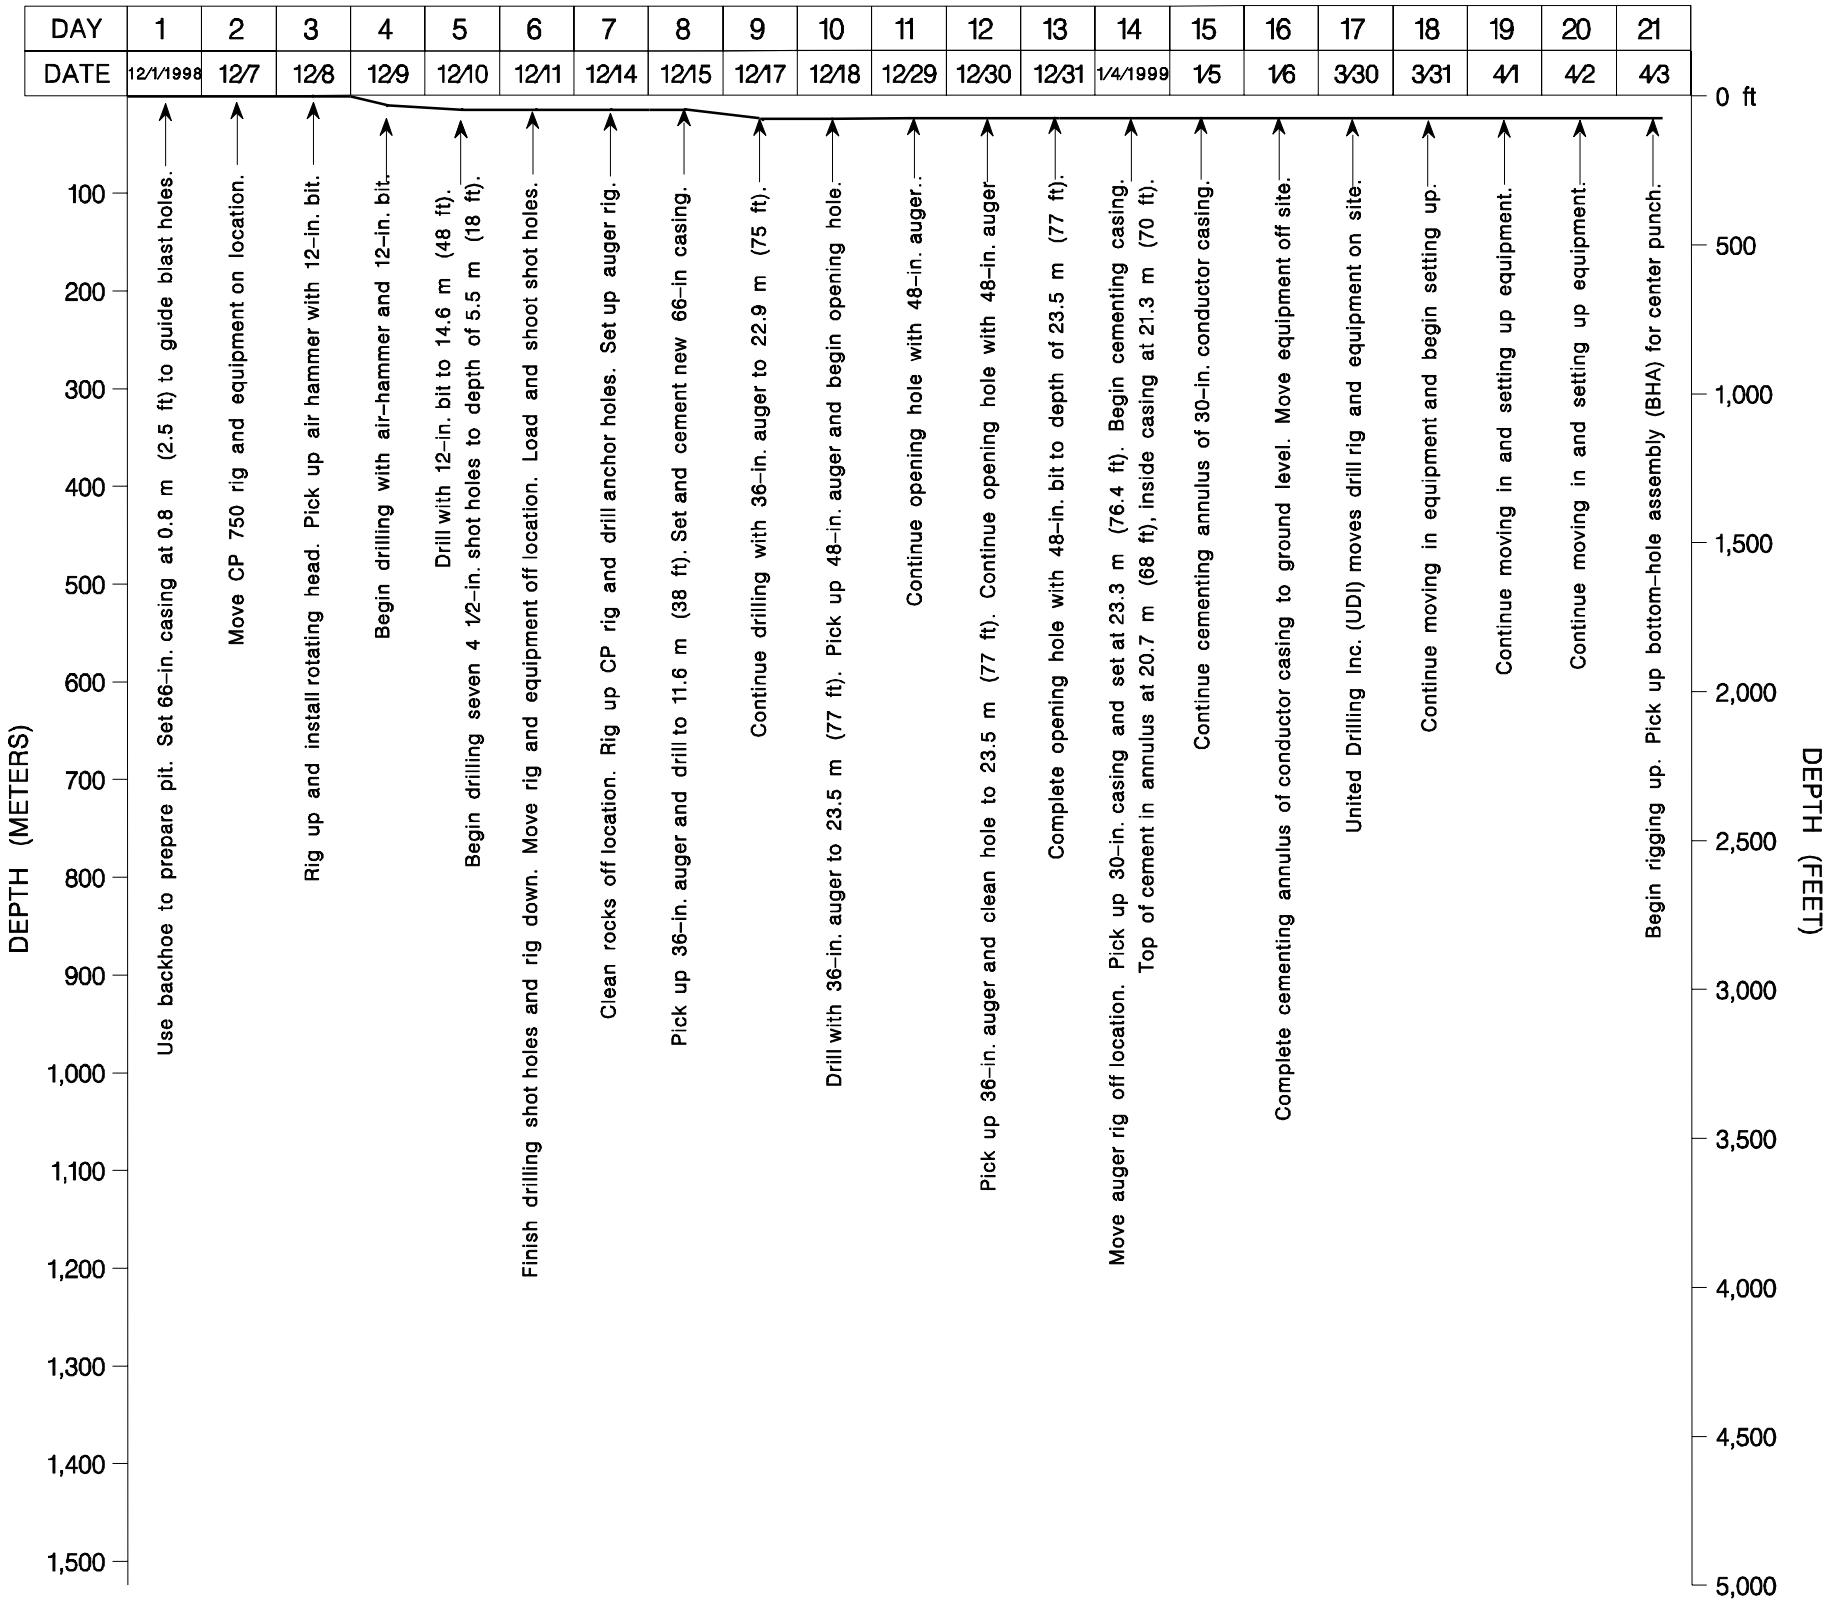 DAY 1 2 3 4 5 6 7 8 9 10 11 12 13 14 15 16 17 18 19 20 21
DATE 12/1/1998 12/7 12/8 12/9 12/10 12/11 12/14 12/15 12/17 12/18 12/29 12/30 12/31 1/4/1999 1/5 1/6 3/30 3/31 4/1 4/2 4/3
DEPTH (METERS)
100
200
300
400
500
600
700
800
900
1,000
1,100
1,200
1,300
1,400
1,500
Use backhoe to prepare pit. Set 66-in. casing at 0.8 m (2.5 ft) to guide blast holes.
Move CP 750 rig and equipment on location.
Rig up and install rotating head. Pick up air hammer with 12-in. bit.
Begin drilling with air-hammer and 12-in. bit.
Drill with 12-in. bit to 14.6 m (48 ft).
Begin drilling seven 4 1/2-in. shot holes to depth of 5.5 m (18 ft).
Finish drilling shot holes and rig down. Move rig and equipment off location. Load and shoot shot holes.
Clean rocks off location. Rig up CP rig and drill anchor holes. Set up auger rig.
Pick up 36-in. auger and drill to 11.6 m (38 ft). Set and cement new 66-in casing.
Continue drilling with 36-in. auger to 22.9 m (75 ft).
Drill with 36-in. auger to 23.5 m (77 ft). Pick up 48-in. auger and begin opening hole.
Continue opening hole with 48-in. auger..
Pick up 36-in. auger and clean hole to 23.5 m (77 ft). Continue opening hole with 48-in. auger
Complete opening hole with 48-in. bit to depth of 23.5 m (77 ft).
Move auger rig off location. Pick up 30-in. casing and set at 23.3 m (76.4 ft). Begin cementing casing.
Top of cement in annulus at 20.7 m (68 ft), inside casing at 21.3 m (70 ft).
Continue cementing annulus of 30-in. conductor casing.
Complete cementing annulus of conductor casing to ground level. Move equipment off site.
United Drilling Inc. (UDI) moves drill rig and equipment on site.
Continue moving in equipment and begin setting up.
Continue moving in and setting up equipment.
Continue moving in and setting up equipment.
Begin rigging up. Pick up bottom-hole assembly (BHA) for center punch.
0 ft
500
1,000
1,500
2,000
2,500
3,000
3,500
4,000
4,500
5,000
DEPTH (FEET)